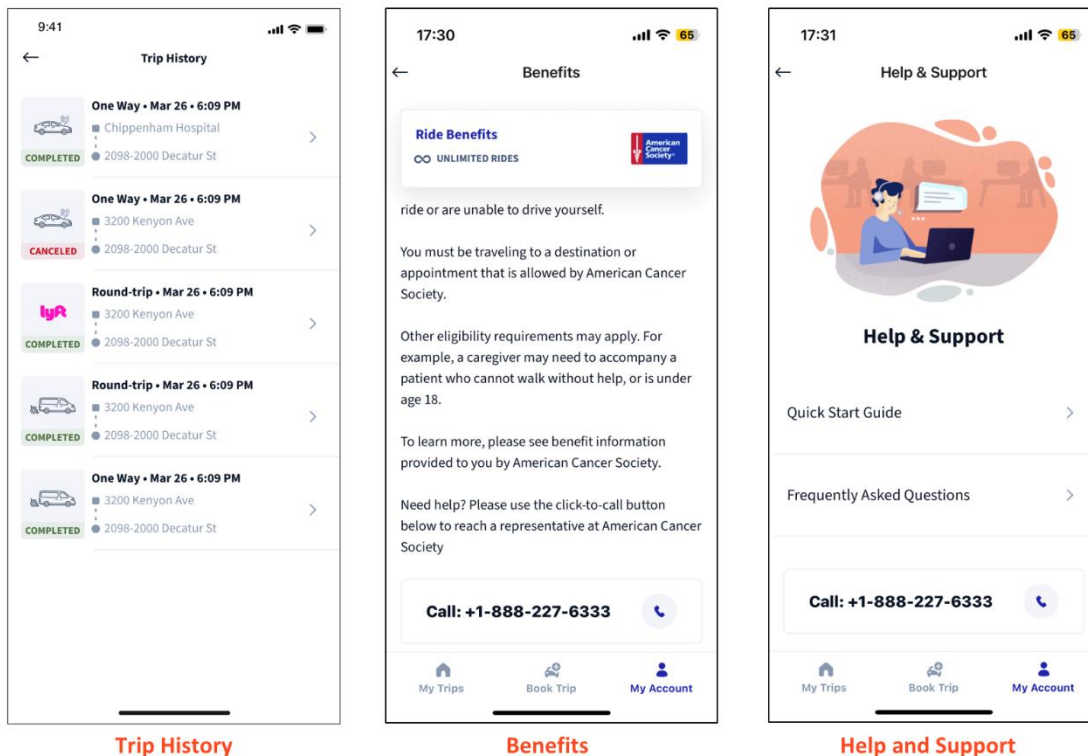 9:41
Trip History
One Way • Mar 26 • 6:09 PM
Chippenham Hospital
COMPLETED
2098-2000 Decatur St
One Way • Mar 26 • 6:09 PM
3200 Kenyon Ave
CANCELED
2098-2000 Decatur St
Round-trip • Mar 26 • 6:09 PM
lyft
3200 Kenyon Ave
COMPLETED
2098-2000 Decatur St
Round-trip • Mar 26 • 6:09 PM
3200 Kenyon Ave
COMPLETED
2098-2000 Decatur St
One Way • Mar 26 • 6:09 PM
3200 Kenyon Ave
COMPLETED
2098-2000 Decatur St
Trip History
17:30
65
Benefits
Ride Benefits
UNLIMITED RIDES
American
Cancer
Society
ride or are unable to drive yourself.
You must be traveling to a destination or
appointment that is allowed by American Cancer
Society.
Other eligibility requirements may apply. For
example, a caregiver may need to accompany a
patient who cannot walk without help, or is under
age 18.
To learn more, please see benefit information
provided to you by American Cancer Society.
Need help? Please use the click-to-call button
below to reach a representative at American Cancer
Society
Call: +1-888-227-6333
My Trips
Book Trip
My Account
Benefits
17:31
65
Help & Support
Help & Support
Quick Start Guide
Frequently Asked Questions
Call: +1-888-227-6333
My Trips
Book Trip
My Account
Help and Support